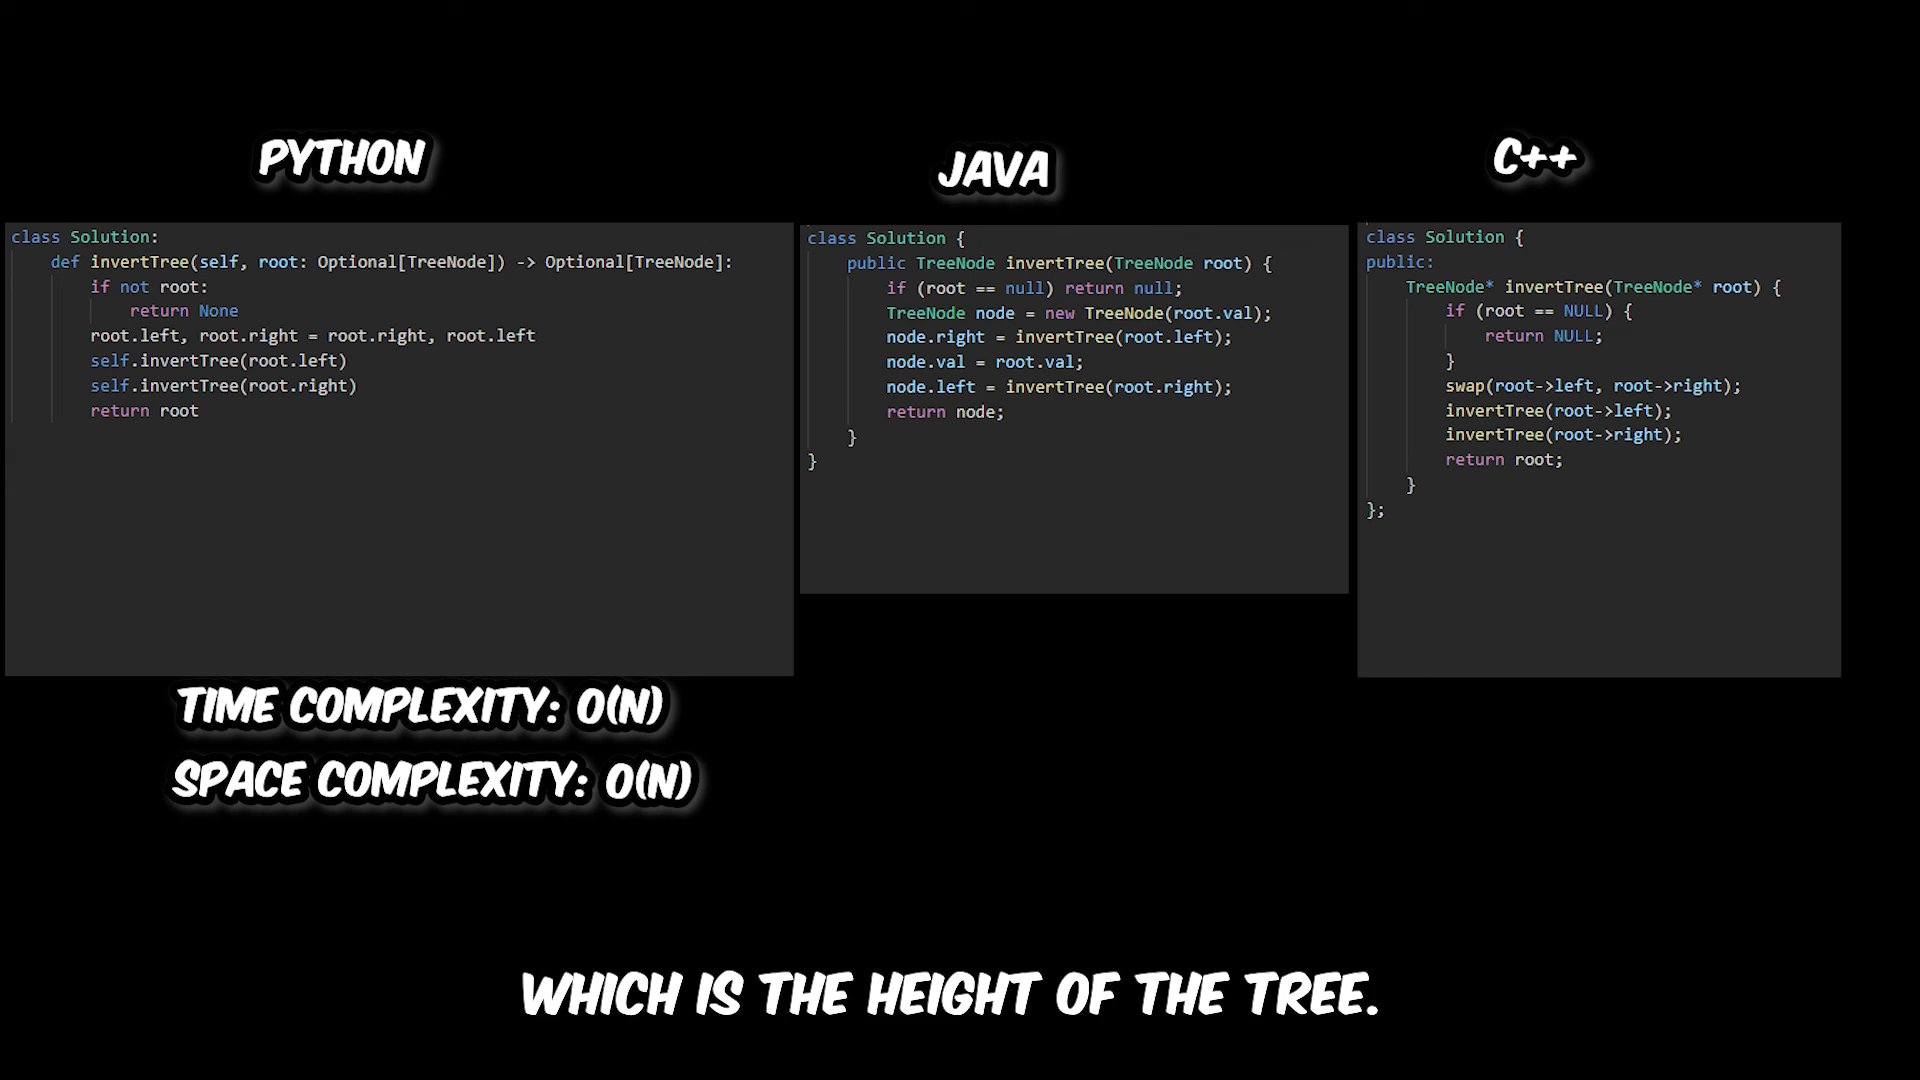 PYTHON
class Solution:
    def invertTree(self, root: Optional[TreeNode]) -> Optional[TreeNode]:
        if not root:
            return None
        root.left, root.right = root.right, root.left
        self.invertTree(root.left)
        self.invertTree(root.right)
        return root
TIME COMPLEXITY: O(N)
SPACE COMPLEXITY: O(N)
JAVA
class Solution {
    public TreeNode invertTree(TreeNode root) {
        if (root == null) return null;
        TreeNode node = new TreeNode(root.val);
        node.right = invertTree(root.left);
        node.val = root.val;
        node.left = invertTree(root.right);
        return node;
    }
}
C++
class Solution {
public:
    TreeNode* invertTree(TreeNode* root) {
        if (root == NULL) {
            return NULL;
        }
        swap(root->left, root->right);
        invertTree(root->left);
        invertTree(root->right);
        return root;
    }
};
WHICH IS THE HEIGHT OF THE TREE.